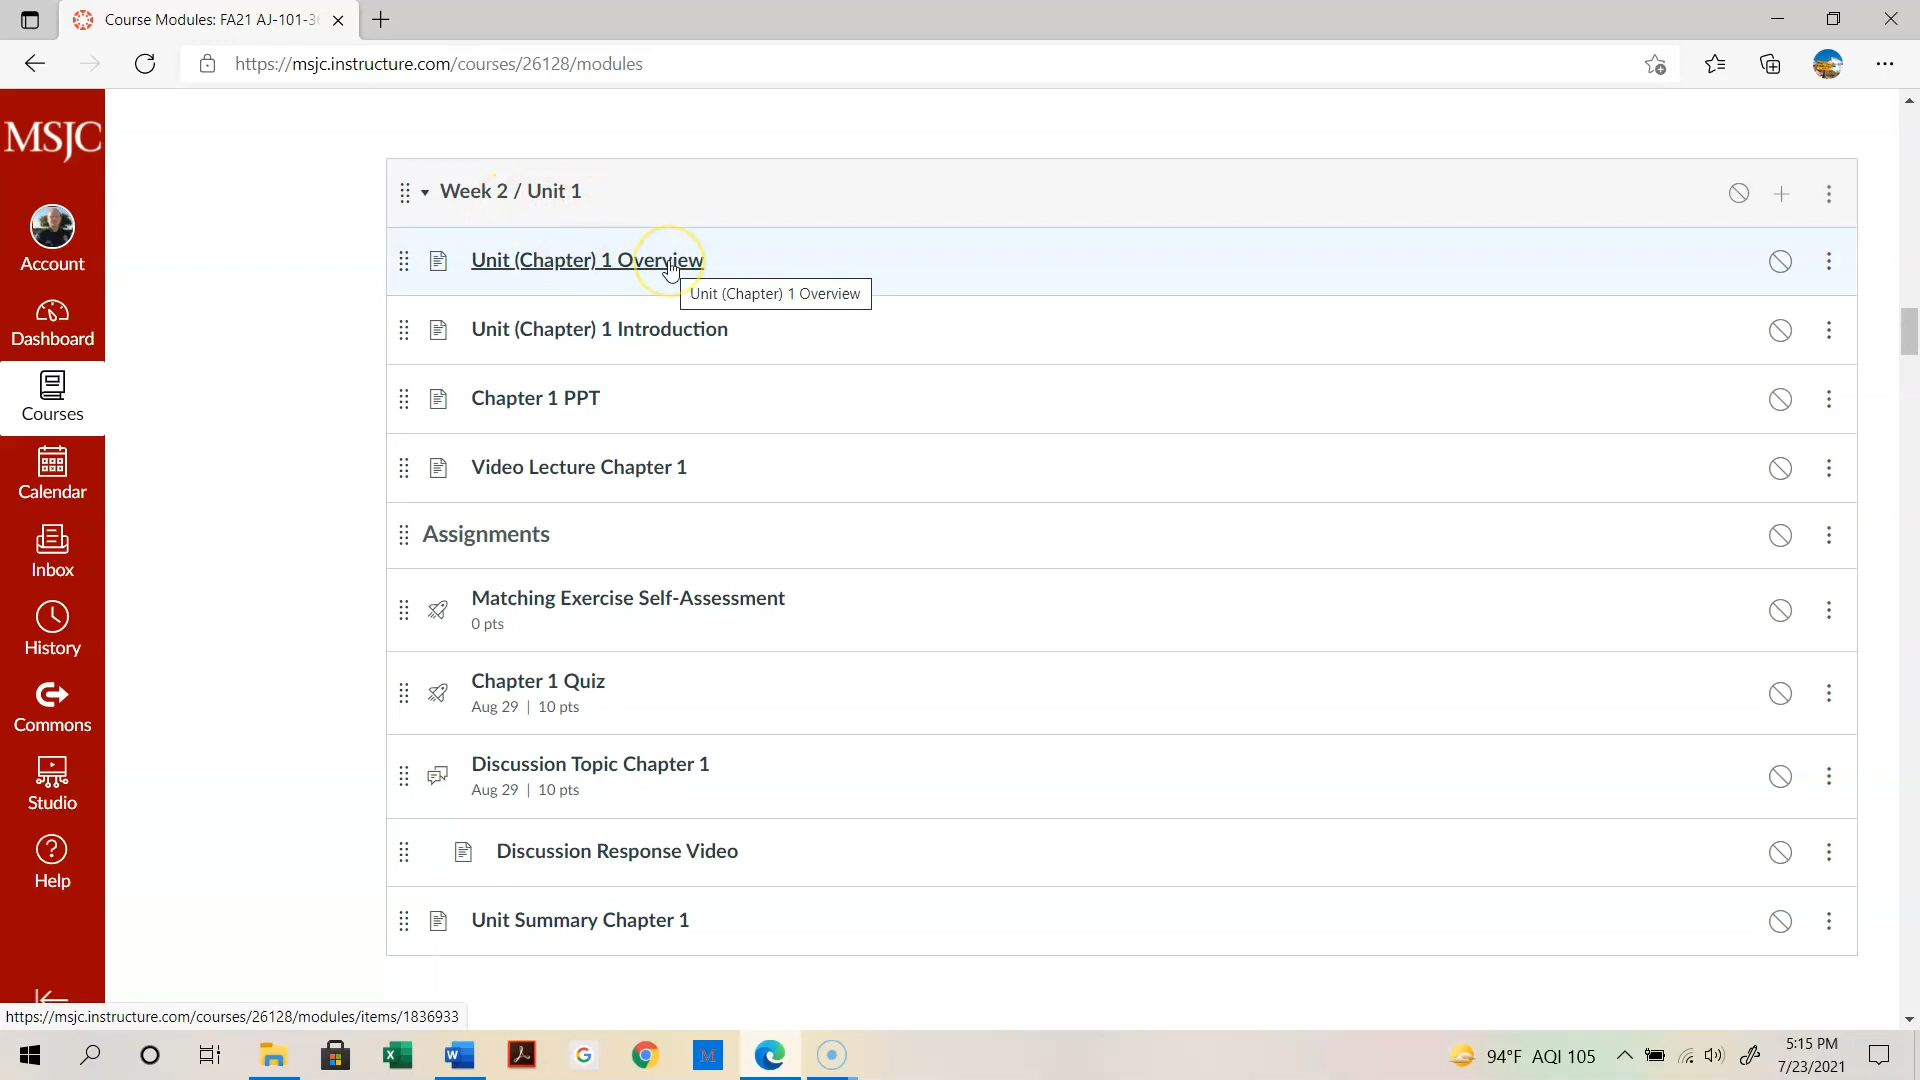 Course Modules: FA21 AJ-101-36
https://msjc.instructure.com/courses/26128/modules
MSJC
Account
Dashboard
Courses
Calendar
Inbox
History
Commons
Studio
Help
Week 2 / Unit 1
Unit (Chapter) 1 Overview
Unit (Chapter) 1 Overview
Unit (Chapter) 1 Introduction
Chapter 1 PPT
Video Lecture Chapter 1
Assignments
Matching Exercise Self-Assessment
0 pts
Chapter 1 Quiz
Aug 29 | 10 pts
Discussion Topic Chapter 1
Aug 29 | 10 pts
Discussion Response Video
Unit Summary Chapter 1
https://msjc.instructure.com/courses/26128/modules/items/1836933
94°F AQI 105
5:15 PM
7/23/2021